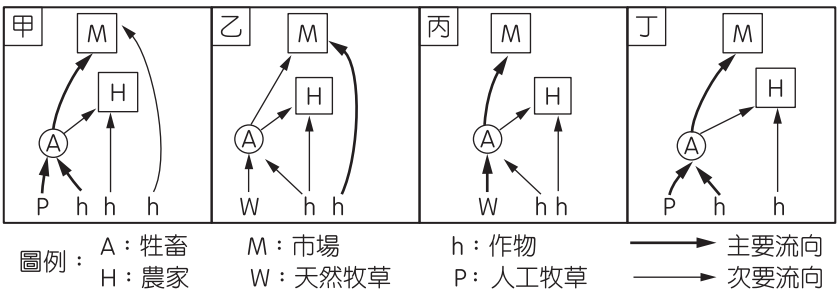 甲 乙 丙 丁
M M M M
H H H H
A A A A
P h h h W h h W h h P h h
圖例： A：牲畜 M：市場 h：作物 主要流向
H：農家 W：天然牧草 P：人工牧草 次要流向